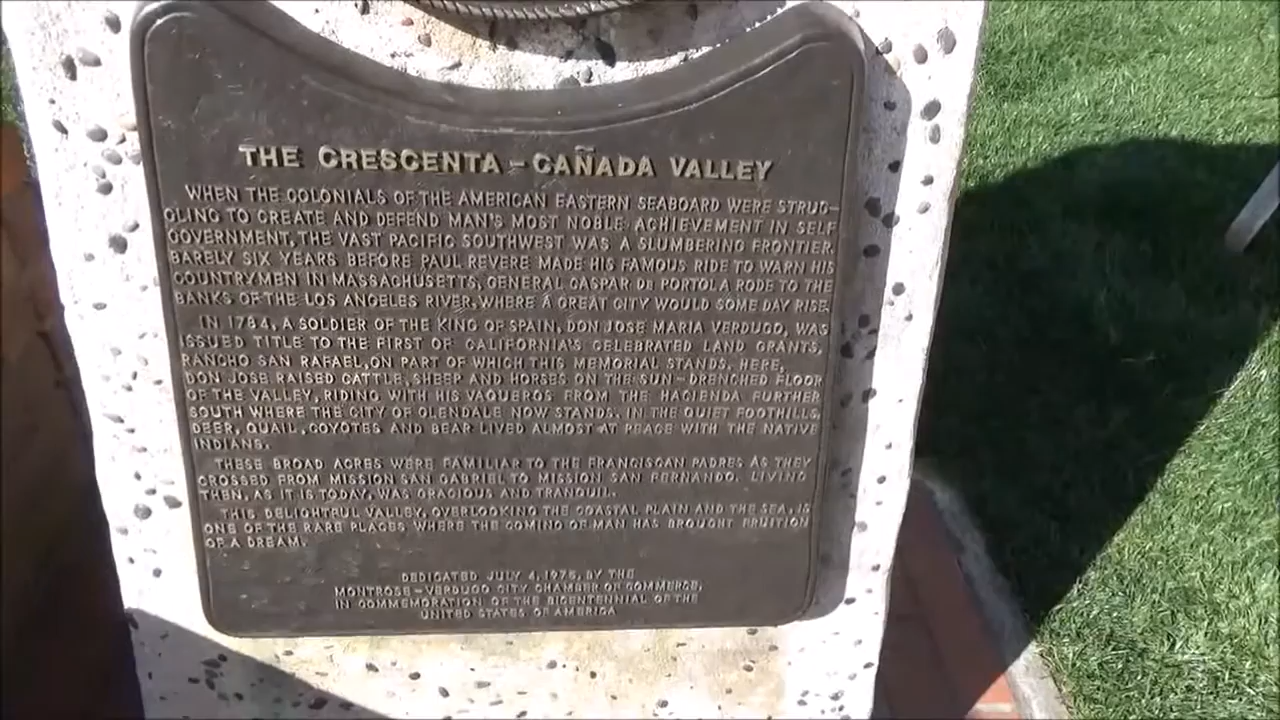 THE CRESCENTA – CAÑADA VALLEY
WHEN THE COLONIALS OF THE AMERICAN EASTERN SEABOARD WERE STRUG-
GLING TO CREATE AND DEFEND MAN'S MOST NOBLE ACHIEVEMENT IN SELF
GOVERNMENT, THE VAST PACIFIC SOUTHWEST WAS A SLUMBERING FRONTIER.
BARELY SIX YEARS BEFORE PAUL REVERE MADE HIS FAMOUS RIDE TO WARN HIS
COUNTRYMEN IN MASSACHUSETTS, GENERAL GASPAR DE PORTOLA RODE TO THE
BANKS OF THE LOS ANGELES RIVER, WHERE A GREAT CITY WOULD SOME DAY RISE.
IN 1784, A SOLDIER OF THE KING OF SPAIN, DON JOSE MARIA VERDUGO, WAS
ISSUED TITLE TO THE FIRST OF CALIFORNIA'S CELEBRATED LAND GRANTS,
RANCHO SAN RAFAEL, ON PART OF WHICH THIS MEMORIAL STANDS. HERE,
DON JOSE RAISED CATTLE, SHEEP AND HORSES ON THE SUN-DRENCHED FLOOR
OF THE VALLEY, RIDING WITH HIS VAQUEROS FROM THE HACIENDA FURTHER
SOUTH WHERE THE CITY OF GLENDALE NOW STANDS. IN THE QUIET FOOTHILLS,
DEER, QUAIL, COYOTES AND BEAR LIVED ALMOST AT PEACE WITH THE NATIVE
INDIANS.
THESE BROAD ACRES WERE FAMILIAR TO THE FRANCISCAN PADRES AS THEY
CROSSED FROM MISSION SAN GABRIEL TO MISSION SAN FERNANDO. LIVING
THEN, AS IT IS TODAY, WAS GRACIOUS AND TRANQUIL.
THIS DELIGHTFUL VALLEY, OVERLOOKING THE COASTAL PLAIN AND THE SEA, IS
ONE OF THE RARE PLACES WHERE THE COMING OF MAN HAS BROUGHT FRUITION
OF A DREAM.
DEDICATED JULY 4, 1975, BY THE
MONTROSE – VERDUGO CITY CHAMBER OF COMMERCE,
IN COMMEMORATION OF THE BICENTENNIAL OF THE
UNITED STATES OF AMERICA